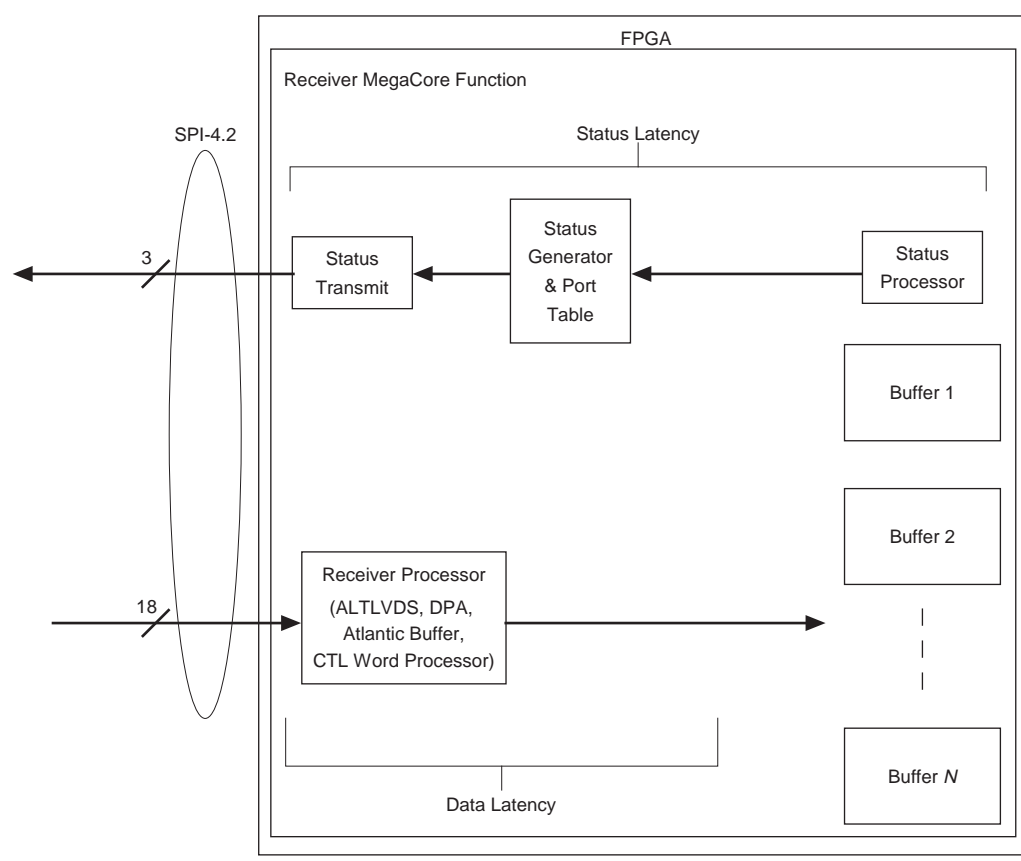 FPGA
Receiver MegaCore Function
Status Latency
SPI-4.2
3
Status
Transmit
Status
Generator
& Port
Table
Status
Processor
Buffer 1
Buffer 2
18
Receiver Processor
(ALTLVDS, DPA,
Atlantic Buffer,
CTL Word Processor)
Buffer N
Data Latency